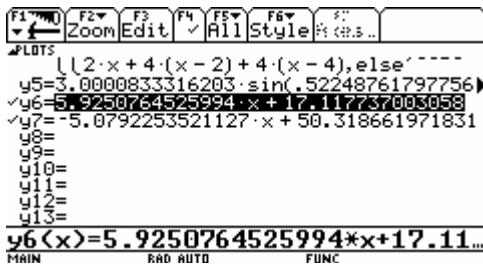 F1 F2 Zoom F3 Edit F4 ✓ F5 All F6 Style
PLOTS
2·x + 4·(x - 2) + 4·(x - 4),else
y5=3.0000833316203·sin(.52248761797756▶
✓y6=5.9250764525994·x + 17.117737003058
✓y7=-5.0792253521127·x + 50.318661971831
y8=
y9=
y10=
y11=
y12=
y13=
y6(x)=5.9250764525994*x+17.11…
MAIN RAD AUTO FUNC